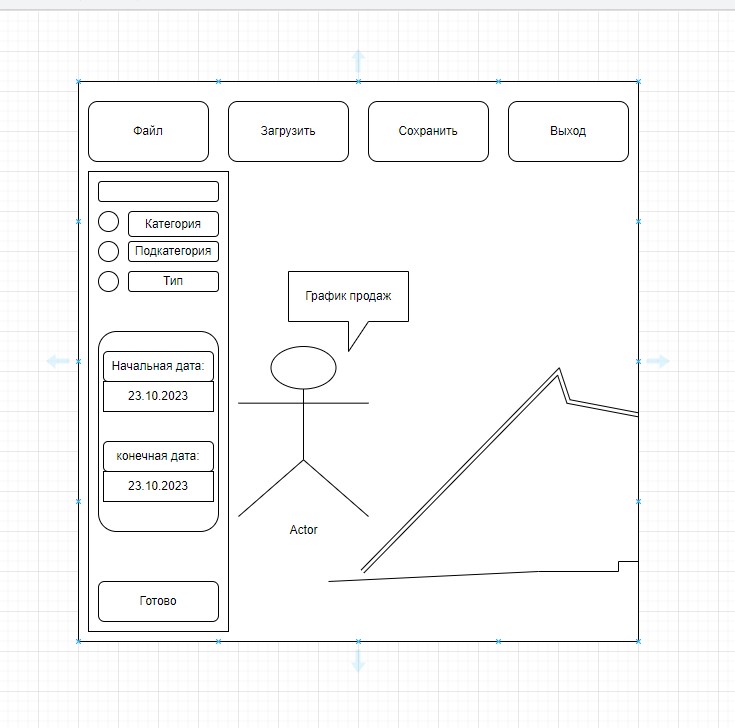 Файл
Загрузить
Сохранить
Выход
Категория
Подкатегория
Тип
График продаж
Начальная дата:
23.10.2023
конечная дата:
23.10.2023
Actor
Готово